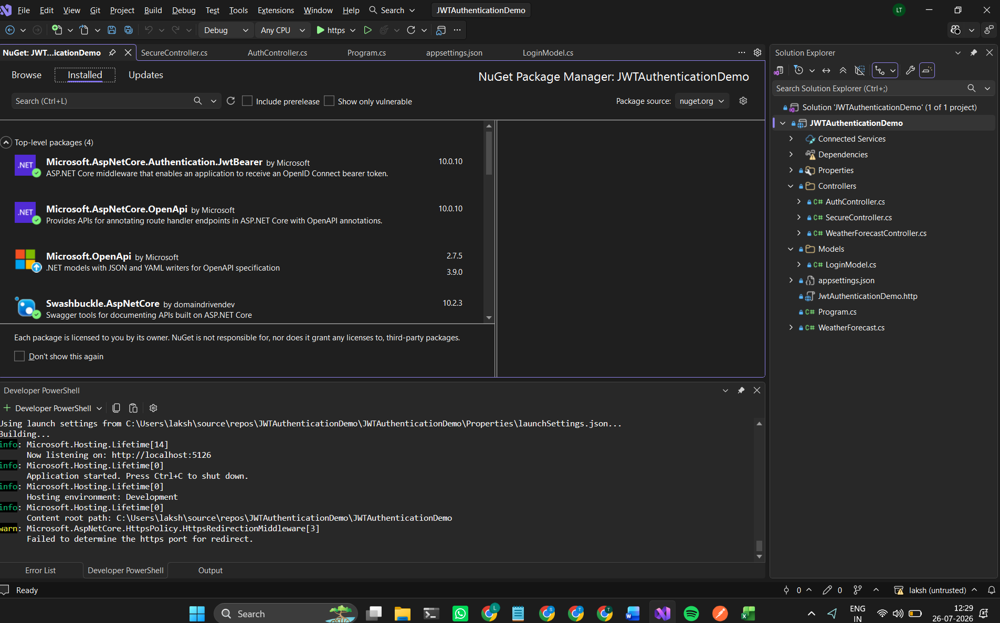 File Edit View Git Project Build Debug Test Tools Extensions Window Help Search JWTAuthenticationDemo LT
Debug Any CPU https
NuGet: JWT...icationDemo SecureController.cs AuthController.cs Program.cs appsettings.json LoginModel.cs
Browse Installed Updates
NuGet Package Manager: JWTAuthenticationDemo
Search (Ctrl+L) Include prerelease Show only vulnerable Package source: nuget.org
Top-level packages (4)
.NET Microsoft.AspNetCore.Authentication.JwtBearer by Microsoft 10.0.10
ASP.NET Core middleware that enables an application to receive an OpenID Connect bearer token.
.NET Microsoft.AspNetCore.OpenApi by Microsoft 10.0.10
Provides APIs for annotating route handler endpoints in ASP.NET Core with OpenAPI annotations.
Microsoft.OpenApi by Microsoft 2.7.5
.NET models with JSON and YAML writers for OpenAPI specification
3.9.0
Swashbuckle.AspNetCore by domaindrivendev 10.2.3
Swagger tools for documenting APIs built on ASP.NET Core
Each package is licensed to you by its owner. NuGet is not responsible for, nor does it grant any licenses to, third-party packages.
Don't show this again
Developer PowerShell
Developer PowerShell
Using launch settings from C:\Users\laksh\source\repos\JWTAuthenticationDemo\JWTAuthenticationDemo\Properties\launchSettings.json...
Building...
info: Microsoft.Hosting.Lifetime[14]
Now listening on: http://localhost:5126
info: Microsoft.Hosting.Lifetime[0]
Application started. Press Ctrl+C to shut down.
info: Microsoft.Hosting.Lifetime[0]
Hosting environment: Development
info: Microsoft.Hosting.Lifetime[0]
Content root path: C:\Users\laksh\source\repos\JWTAuthenticationDemo\JWTAuthenticationDemo
warn: Microsoft.AspNetCore.HttpsPolicy.HttpsRedirectionMiddleware[3]
Failed to determine the https port for redirect.
Error List Developer PowerShell Output
Solution Explorer
Search Solution Explorer (Ctrl+;)
Solution 'JWTAuthenticationDemo' (1 of 1 project)
JWTAuthenticationDemo
Connected Services
Dependencies
Properties
Controllers
C# AuthController.cs
C# SecureController.cs
C# WeatherForecastController.cs
Models
C# LoginModel.cs
appsettings.json
JwtAuthenticationDemo.http
C# Program.cs
C# WeatherForecast.cs
Ready 0 0 laksh (untrusted)
Search
ENG
IN
12:29
26-07-2026